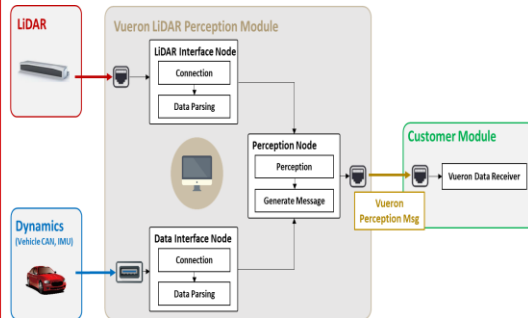 LiDAR
Vueron LiDAR Perception Module
LiDAR Interface Node
Connection
Data Parsing
Perception Node
Perception
Generate Message
Customer Module
Vueron Data Receiver
Vueron
Perception Msg
Dynamics
(Vehicle CAN, IMU)
Data Interface Node
Connection
Data Parsing